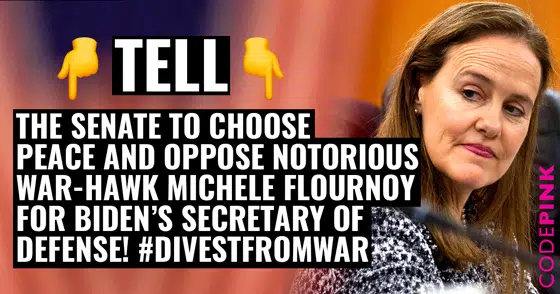 TELL
THE SENATE TO CHOOSE
PEACE AND OPPOSE NOTORIOUS
WAR-HAWK MICHELE FLOURNOY
FOR BIDEN’S SECRETARY OF
DEFENSE! #DIVESTFROMWAR
CODEPINK